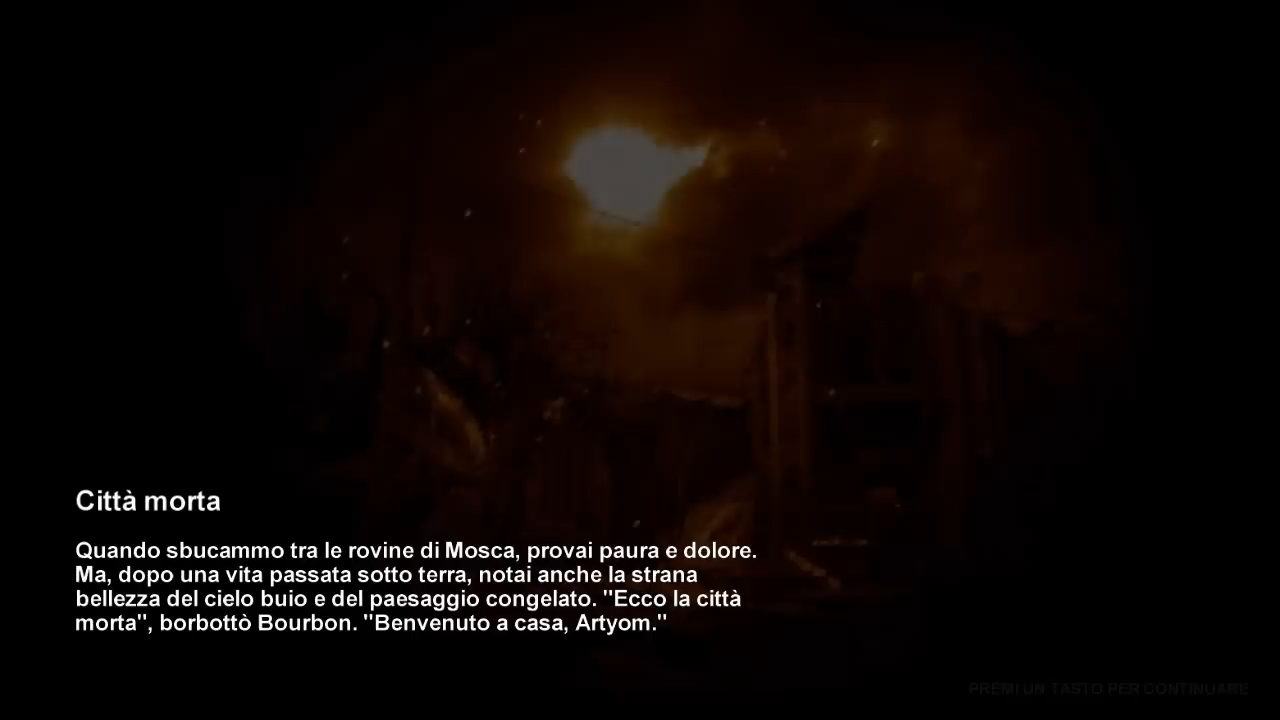 Città morta
Quando sbucammo tra le rovine di Mosca, provai paura e dolore.
Ma, dopo una vita passata sotto terra, notai anche la strana
bellezza del cielo buio e del paesaggio congelato. "Ecco la città
morta", borbottò Bourbon. "Benvenuto a casa, Artyom."
PREMI UN TASTO PER CONTINUARE